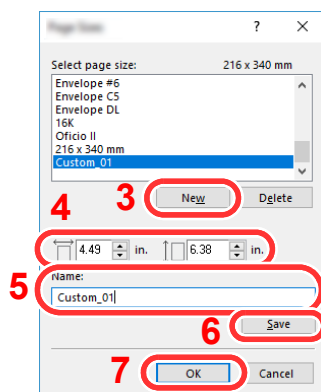 Page Sizes ? ×
Select page size: 216 x 340 mm
Envelope #6
Envelope C5
Envelope DL
16K
Oficio II
216 x 340 mm
Custom_01
3 New Delete
4
4.49 in. 6.38 in.
5 Name:
Custom_01
6 Save
7 OK Cancel